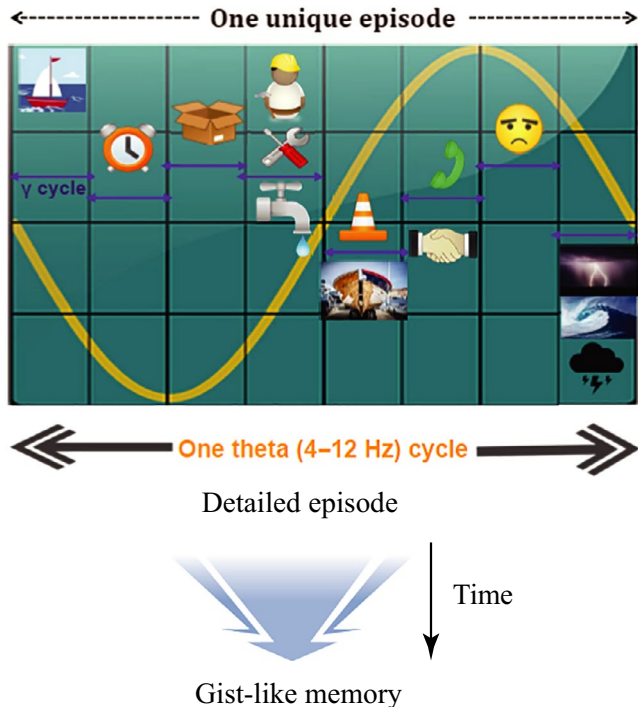 One unique episode
γ cycle
One theta (4–12 Hz) cycle
Detailed episode
Time
Gist-like memory